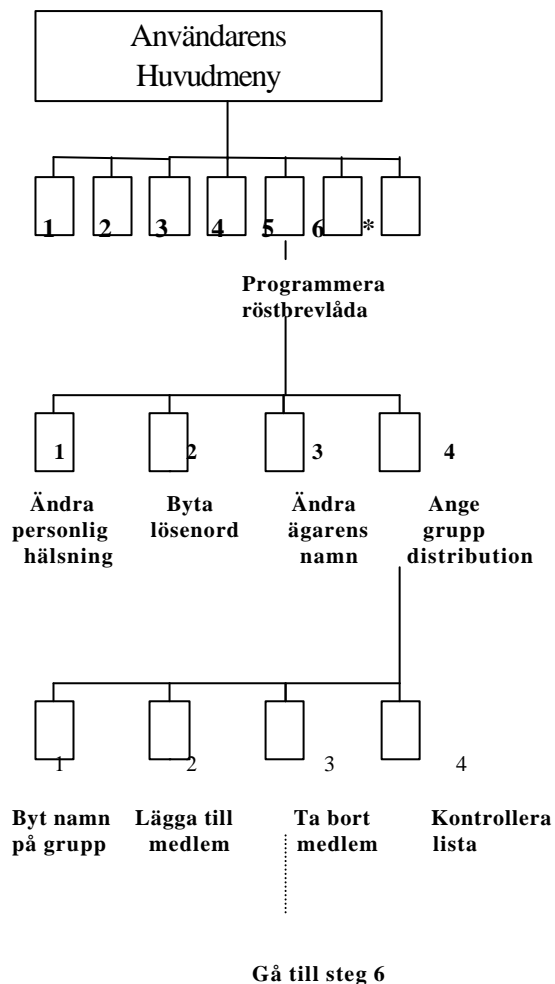 Användarens
Huvudmeny
1 2 3 4 5 6 *
Programmera
röstbrevlåda
1 2 3 4
Ändra Byta Ändra Ange
personlig lösenord ägarens grupp
hälsning namn distribution
1 2 3 4
Byt namn Lägga till Ta bort Kontrollera
på grupp medlem medlem lista
Gå till steg 6